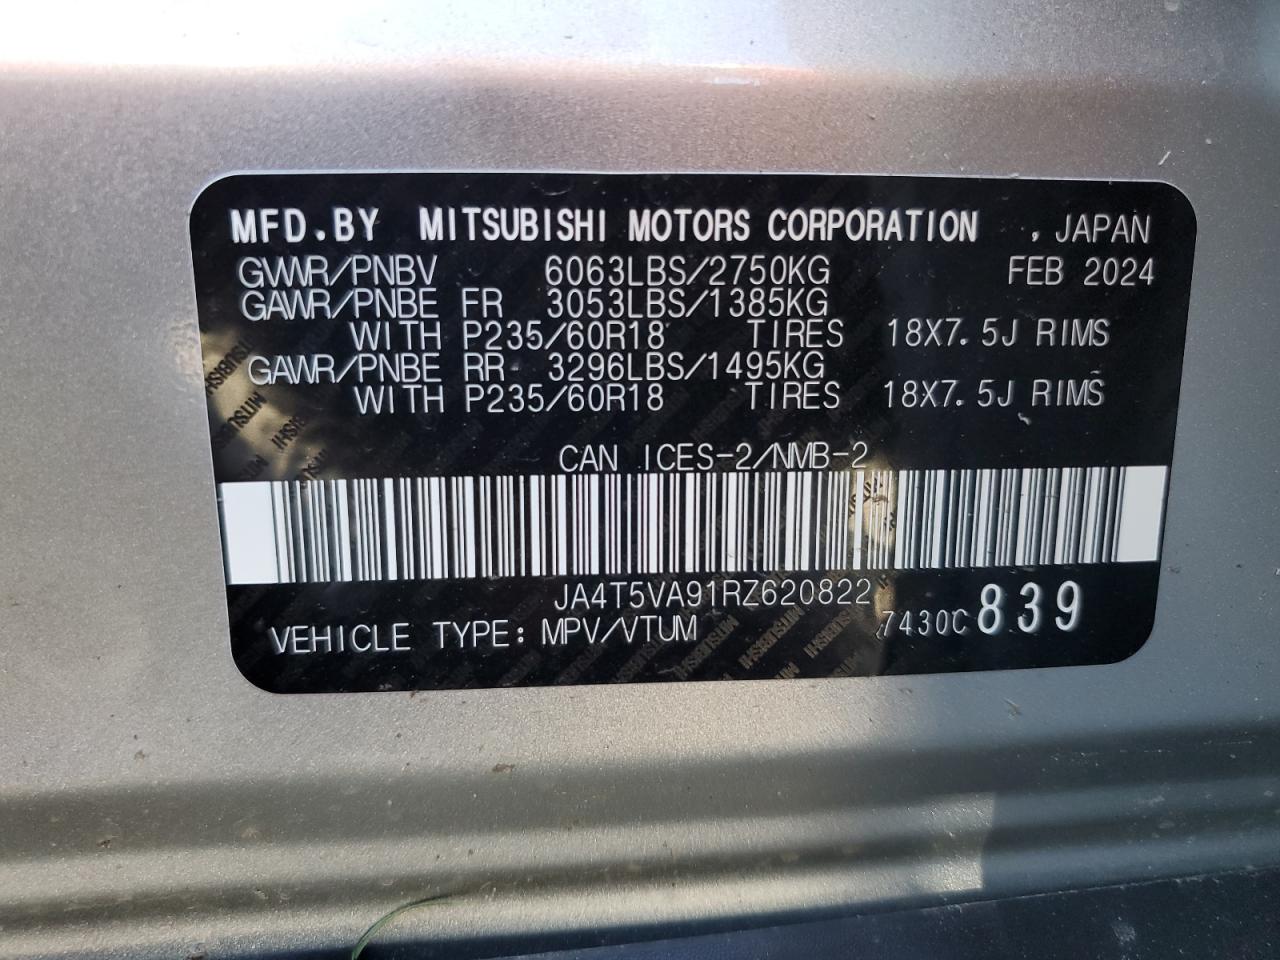 MFD.BY MITSUBISHI MOTORS CORPORATION , JAPAN
GVWR/PNBV 6063LBS/2750KG FEB 2024
GAWR/PNBE FR 3053LBS/1385KG
WITH P235/60R18 TIRES 18X7.5J RIMS
GAWR/PNBE RR 3296LBS/1495KG
WITH P235/60R18 TIRES 18X7.5J RIMS
CAN ICES-2/NMB-2
JA4T5VA91RZ620822
VEHICLE TYPE: MPV/VTUM 7430C 839